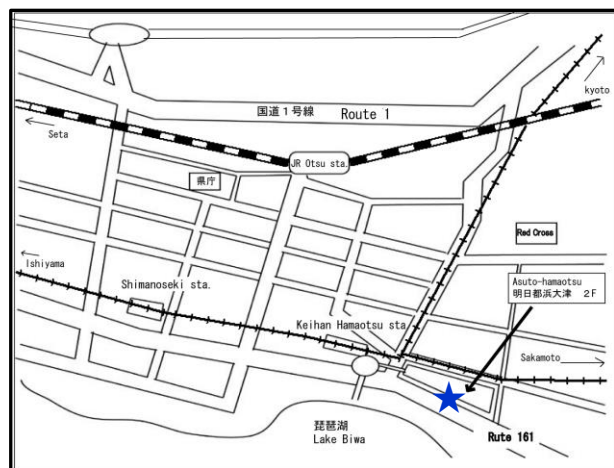 国道１号線 Route 1
kyoto
Seta
JR Otsu sta.
県庁
Red Cross
Ishiyama
Asuto-hamaotsu
明日都浜大津 2F
Shimanoseki sta.
Keihan Hamaotsu sta.
Sakamoto
琵琶湖
Lake Biwa
Rute 161